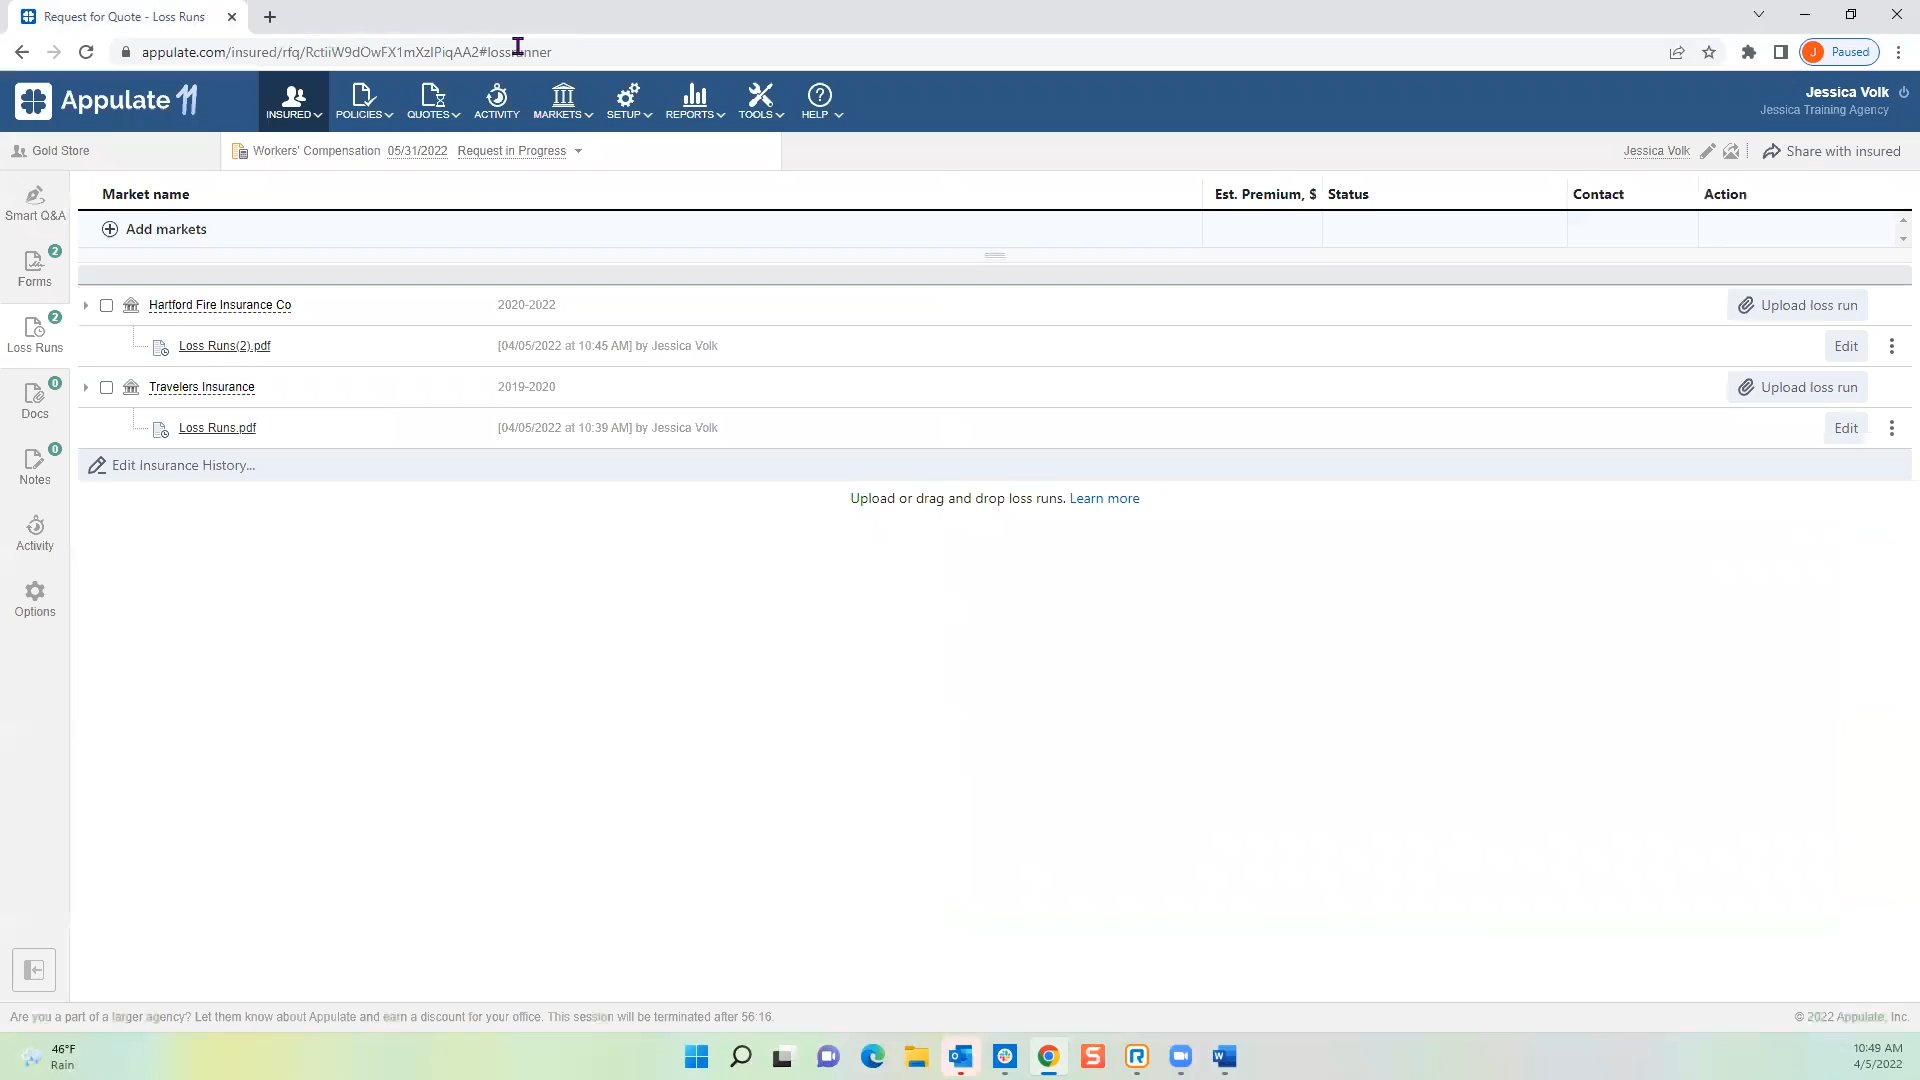 Request for Quote - Loss Runs
appulate.com/insured/rfq/RctiiW9dOwFX1mXzIPiqAA2#loss nner
Paused
J
Appulate 11
INSURED
POLICIES
QUOTES
ACTIVITY
MARKETS
SETUP
REPORTS
TOOLS
HELP
Jessica Volk
Jessica Training Agency
Gold Store
Workers' Compensation 05/31/2022 Request in Progress
Jessica Volk
Share with insured
Smart Q&A
2
Forms
2
Loss Runs
0
Docs
0
Notes
Activity
Options
Market name Est. Premium, $ Status Contact Action
Add markets
Hartford Fire Insurance Co 2020-2022 Upload loss run
Loss Runs(2).pdf [04/05/2022 at 10:45 AM] by Jessica Volk Edit
Travelers Insurance 2019-2020 Upload loss run
Loss Runs.pdf [04/05/2022 at 10:39 AM] by Jessica Volk Edit
Edit Insurance History...
Upload or drag and drop loss runs. Learn more
Are you a part of a larger agency? Let them know about Appulate and earn a discount for your office. This session will be terminated after 56:16.
© 2022 Appulate, Inc.
46°F
Rain
10:49 AM
4/5/2022